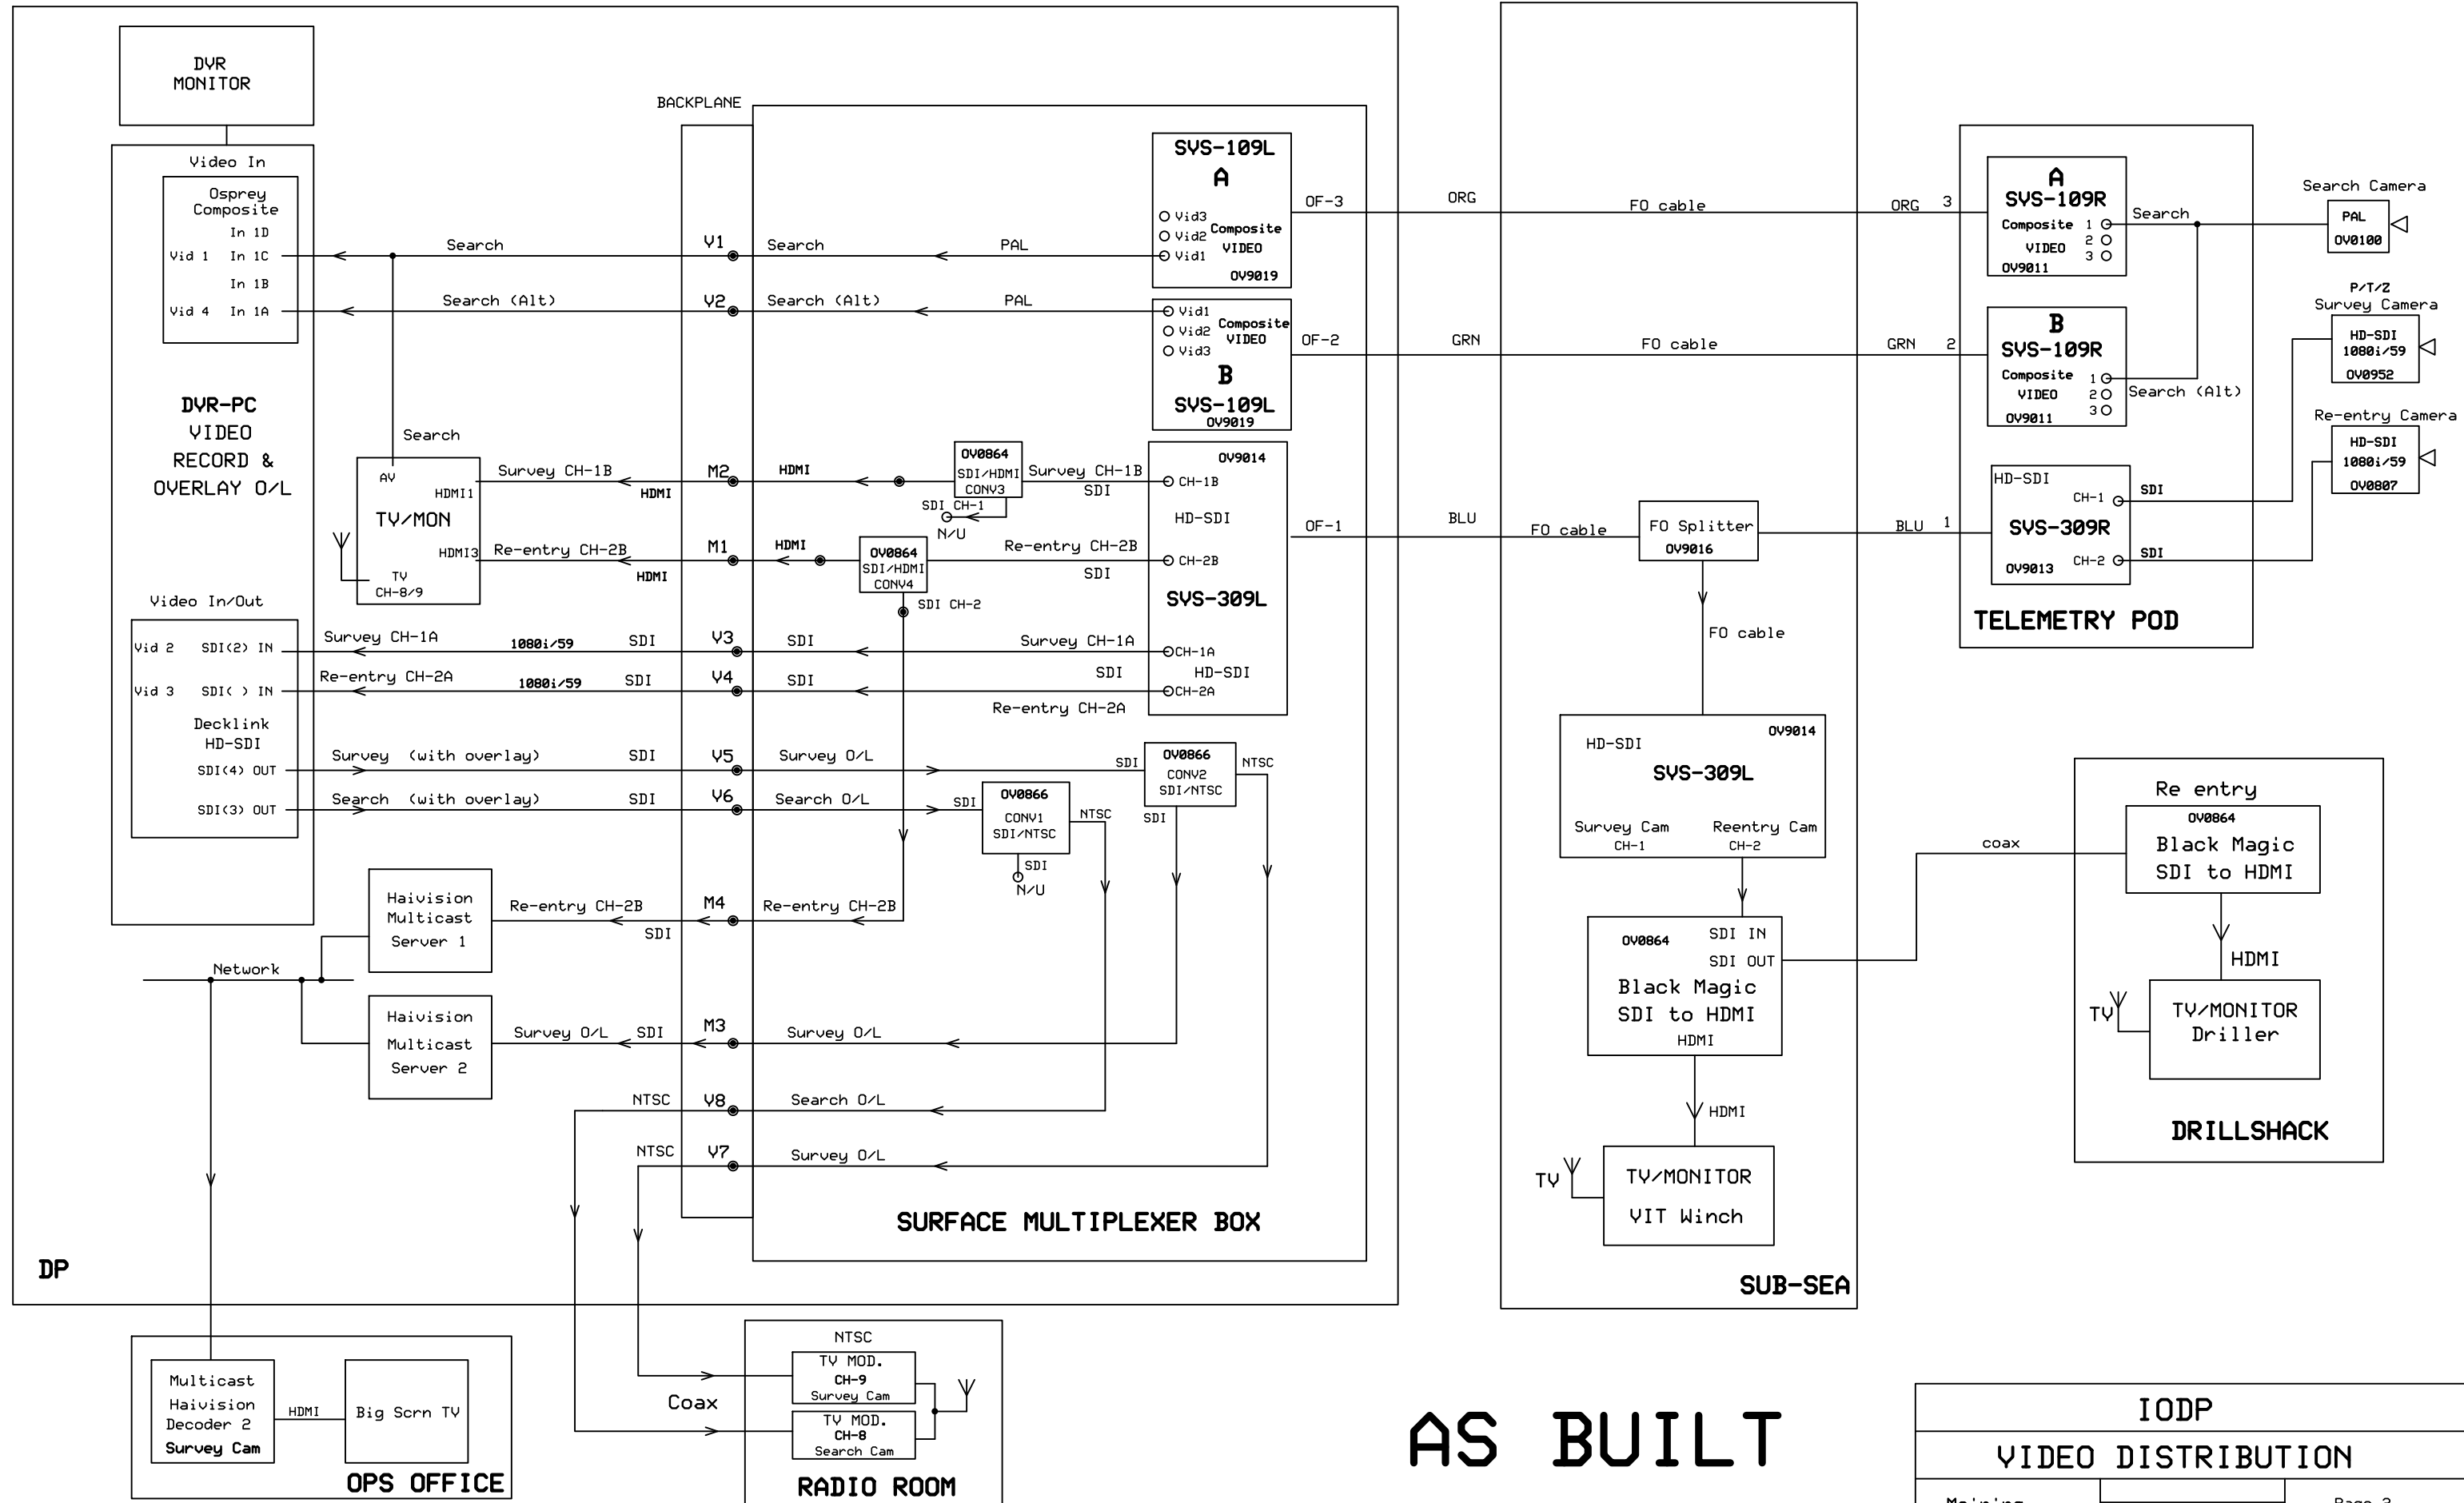 DVR
MONITOR
Video In
Osprey
Composite
In 1D
Vid 1 In 1C
In 1B
Vid 4 In 1A
DVR-PC
VIDEO
RECORD &
OVERLAY O/L
Video In/Out
Vid 2 SDI(2) IN
Vid 3 SDI( ) IN
Decklink
HD-SDI
SDI(4) OUT
SDI(3) OUT
Search
Search (Alt)
Search
AV
HDMI1
TV/MON
HDMI3
TV
CH-8/9
Survey CH-1B
HDMI
Re-entry CH-2B
HDMI
Survey CH-1A 1080i/59 SDI
Re-entry CH-2A 1080i/59 SDI
Survey (with overlay) SDI
Search (with overlay) SDI
Haivision
Multicast
Server 1
Re-entry CH-2B
SDI
Network
Haivision
Multicast
Server 2
Survey O/L SDI
NTSC
NTSC
DP
BACKPLANE
V1
V2
M2
M1
V3
V4
V5
V6
M4
M3
V8
V7
Search PAL
Search (Alt) PAL
HDMI
HDMI
SDI
SDI
Survey O/L
Search O/L
Re-entry CH-2B
Survey O/L
Search O/L
Survey O/L
SVS-109L
A
Vid3
Vid2
Vid1
Composite
VIDEO
OV9019
Vid1
Vid2
Vid3
Composite
VIDEO
B
SVS-109L
OV9019
OV0864
SDI/HDMI
CONV3
Survey CH-1B
SDI
SDI CH-1
N/U
OV0864
SDI/HDMI
CONV4
Re-entry CH-2B
SDI
SDI CH-2
OV9014
CH-1B
HD-SDI
CH-2B
SVS-309L
CH-1A
HD-SDI
CH-2A
Survey CH-1A
SDI
Re-entry CH-2A
SDI
OV0866
CONV2
SDI/NTSC
NTSC
SDI
SDI
OV0866
CONV1
SDI/NTSC
NTSC
SDI
N/U
SURFACE MULTIPLEXER BOX
OF-3 ORG FO cable ORG 3
OF-2 GRN FO cable GRN 2
OF-1 BLU FO cable
FO Splitter
OV9016
BLU 1
FO cable
OV9014
HD-SDI
SVS-309L
Survey Cam
CH-1
Reentry Cam
CH-2
OV0864
SDI IN
SDI OUT
Black Magic
SDI to HDMI
HDMI
HDMI
TV
TV/MONITOR
VIT Winch
SUB-SEA
A
SVS-109R
Composite
VIDEO
1
2
3
OV9011
Search
B
SVS-109R
Composite
VIDEO
1
2
3
OV9011
Search (Alt)
HD-SDI
CH-1
SVS-309R
CH-2
OV9013
SDI
SDI
TELEMETRY POD
Search Camera
PAL
OV0100
P/T/Z
Survey Camera
HD-SDI
1080i/59
OV0952
Re-entry Camera
HD-SDI
1080i/59
OV0807
coax
Re entry
OV0864
Black Magic
SDI to HDMI
HDMI
TV
TV/MONITOR
Driller
DRILLSHACK
Multicast
Haivision
Decoder 2
Survey Cam
HDMI
Big Scrn TV
OPS OFFICE
Coax
NTSC
TV MOD.
CH-9
Survey Cam
TV MOD.
CH-8
Search Cam
RADIO ROOM
AS BUILT
IODP
VIDEO DISTRIBUTION